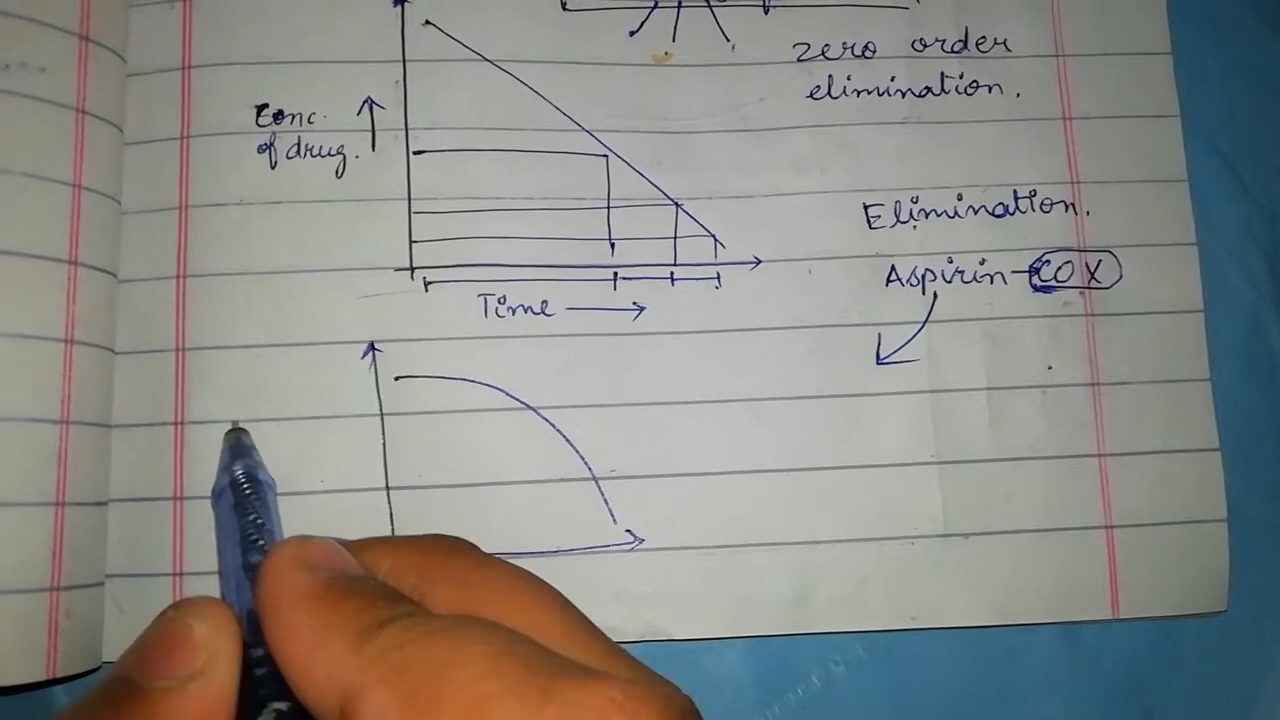 zero order
elimination.
Conc.
of drug.
Elimination.
Aspirin - COX
Time